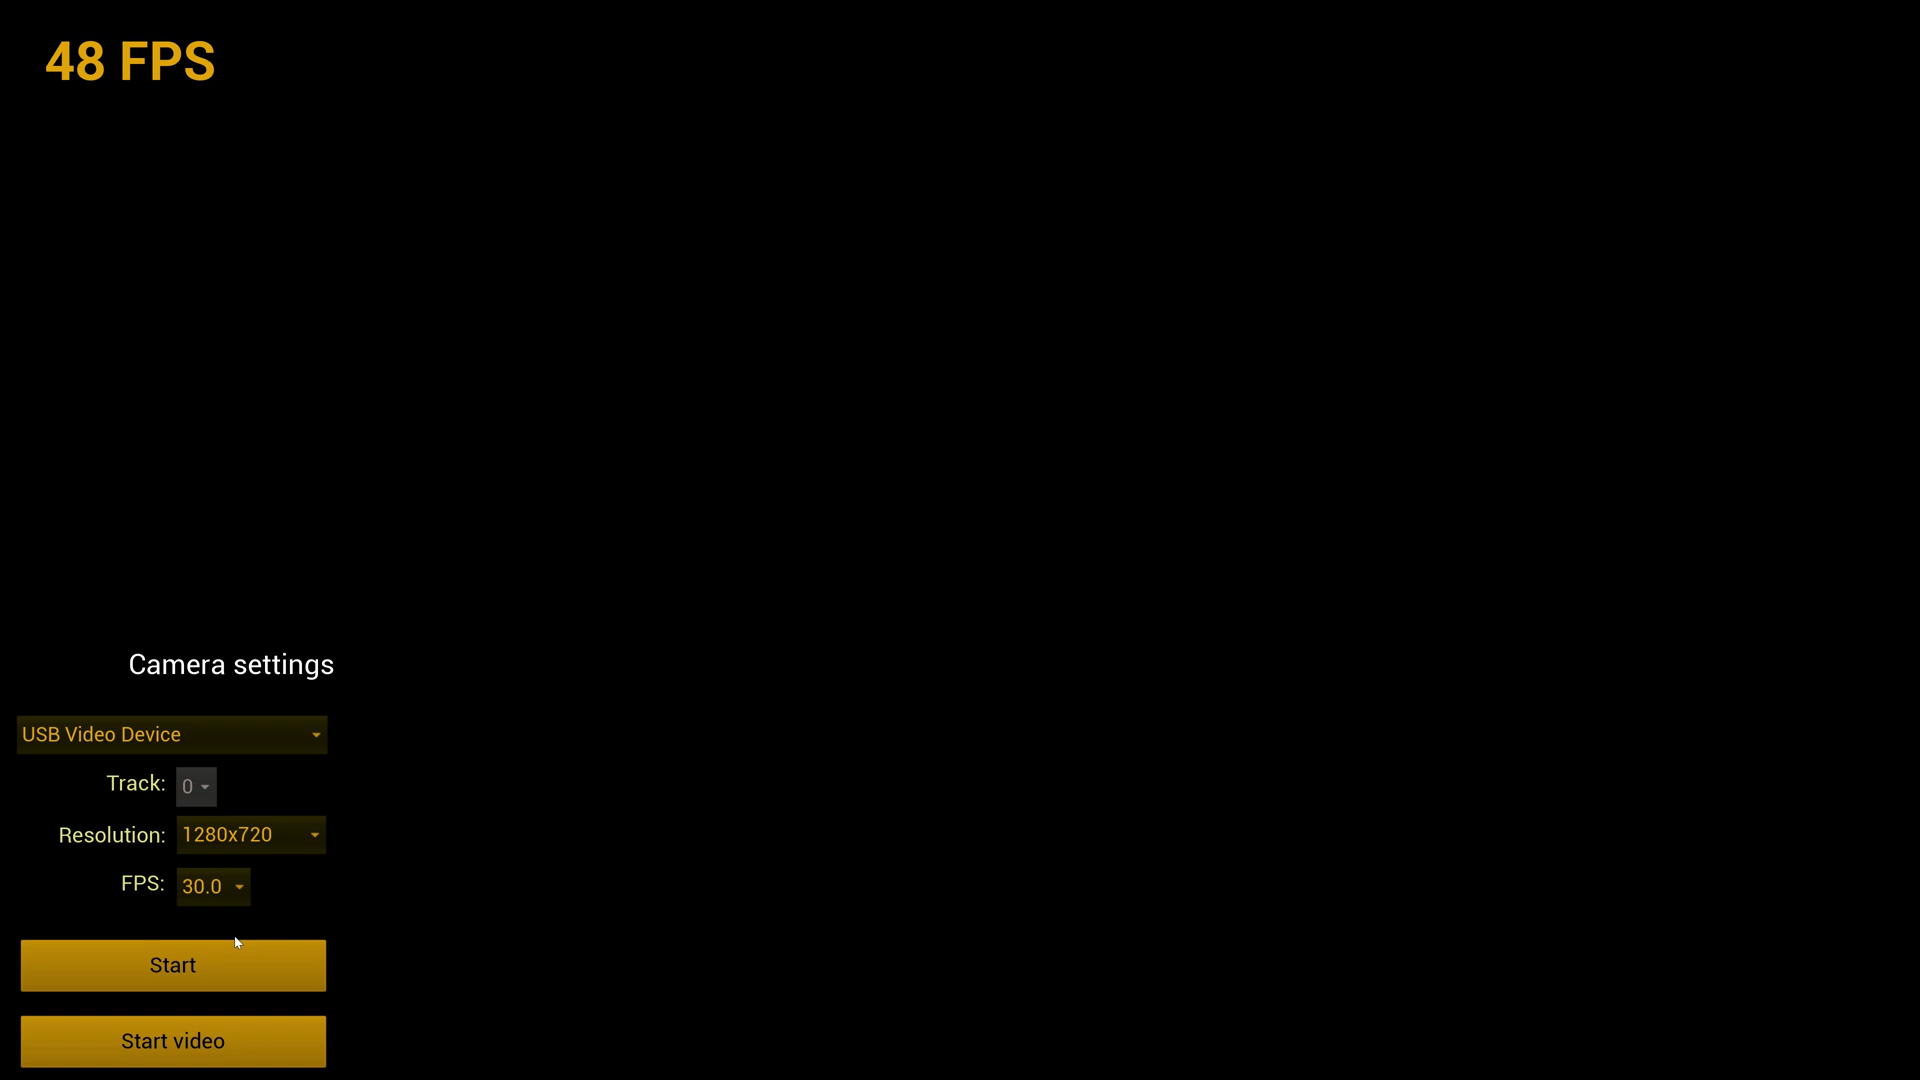 48 FPS
Camera settings
USB Video Device
Track: 0
Resolution: 1280x720
FPS: 30.0
Start
Start video